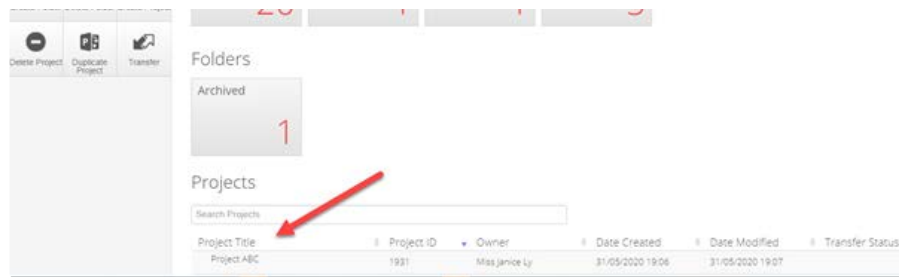 Delete Project Duplicate Project Transfer
Folders
Archived
1
Projects
Search Projects
Project Title Project ID Owner Date Created Date Modified Transfer Status
Project ABC 1931 Miss Janice Ly 31/05/2020 19:06 31/05/2020 19:07